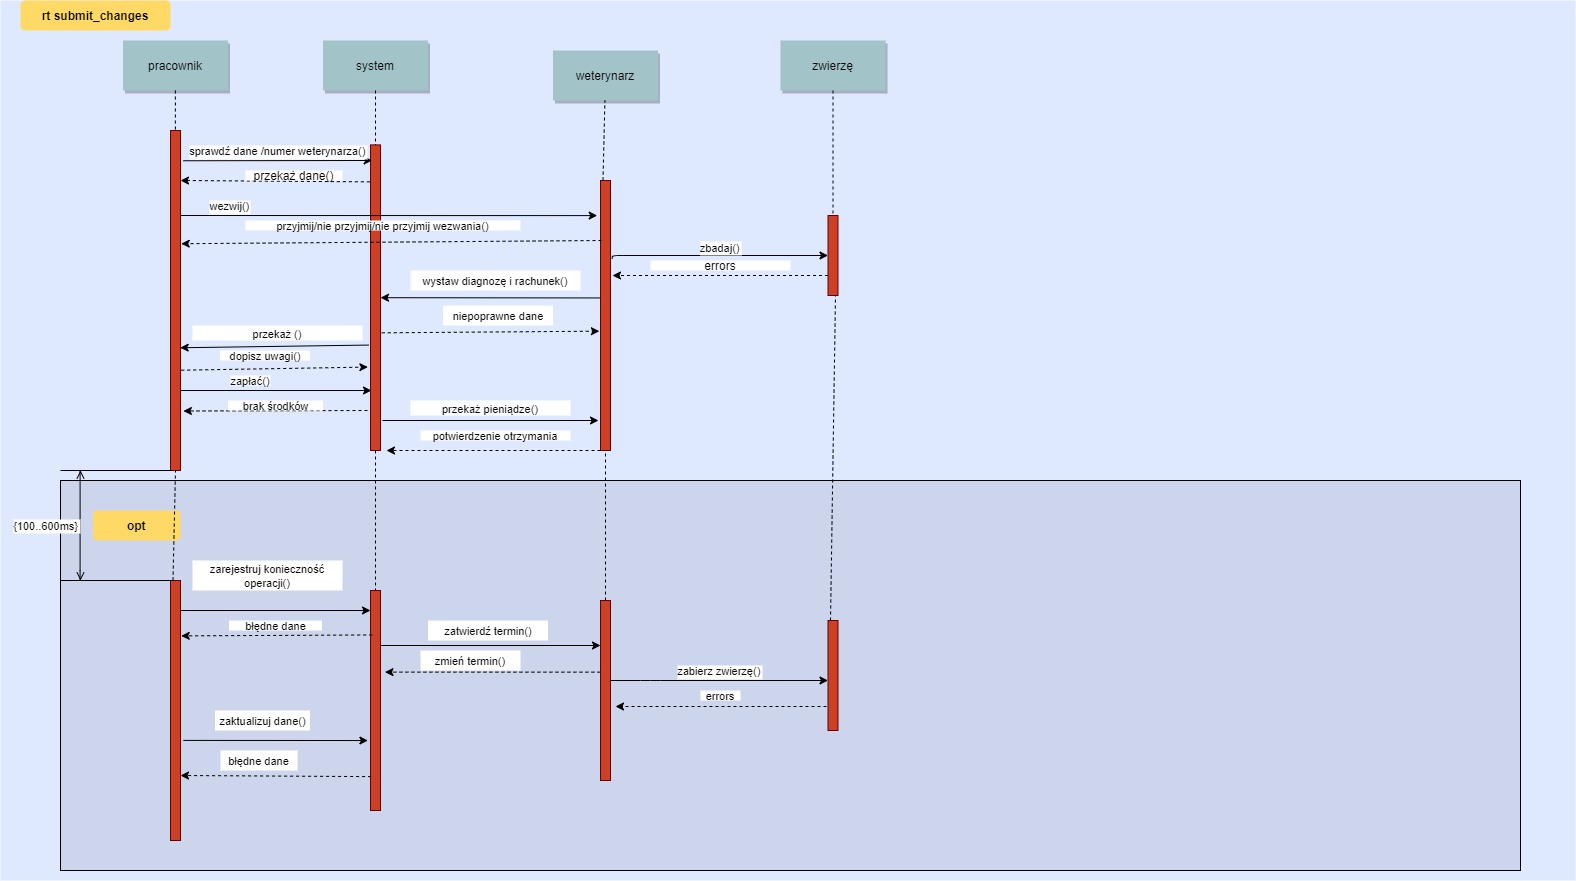 rt submit_changes
pracownik
system
weterynarz
zwierzę
sprawdź dane /numer weterynarza()
przekaż dane()
wezwij()
przyjmij/nie przyjmij/nie przyjmij wezwania()
zbadaj()
errors
wystaw diagnozę i rachunek()
niepoprawne dane
przekaż ()
dopisz uwagi()
zapłać()
brak środków
przekaż pieniądze()
potwierdzenie otrzymania
{100..600ms}
opt
zarejestruj konieczność
operacji()
błędne dane
zatwierdź termin()
zmień termin()
zabierz zwierzę()
errors
zaktualizuj dane()
błędne dane